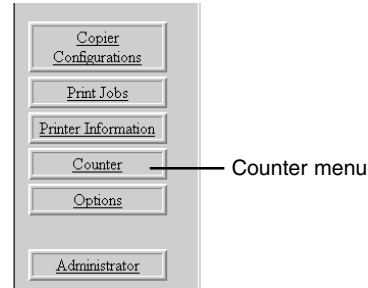 Copier
Configurations
Print Jobs
Printer Information
Counter
Counter menu
Options
Administrator